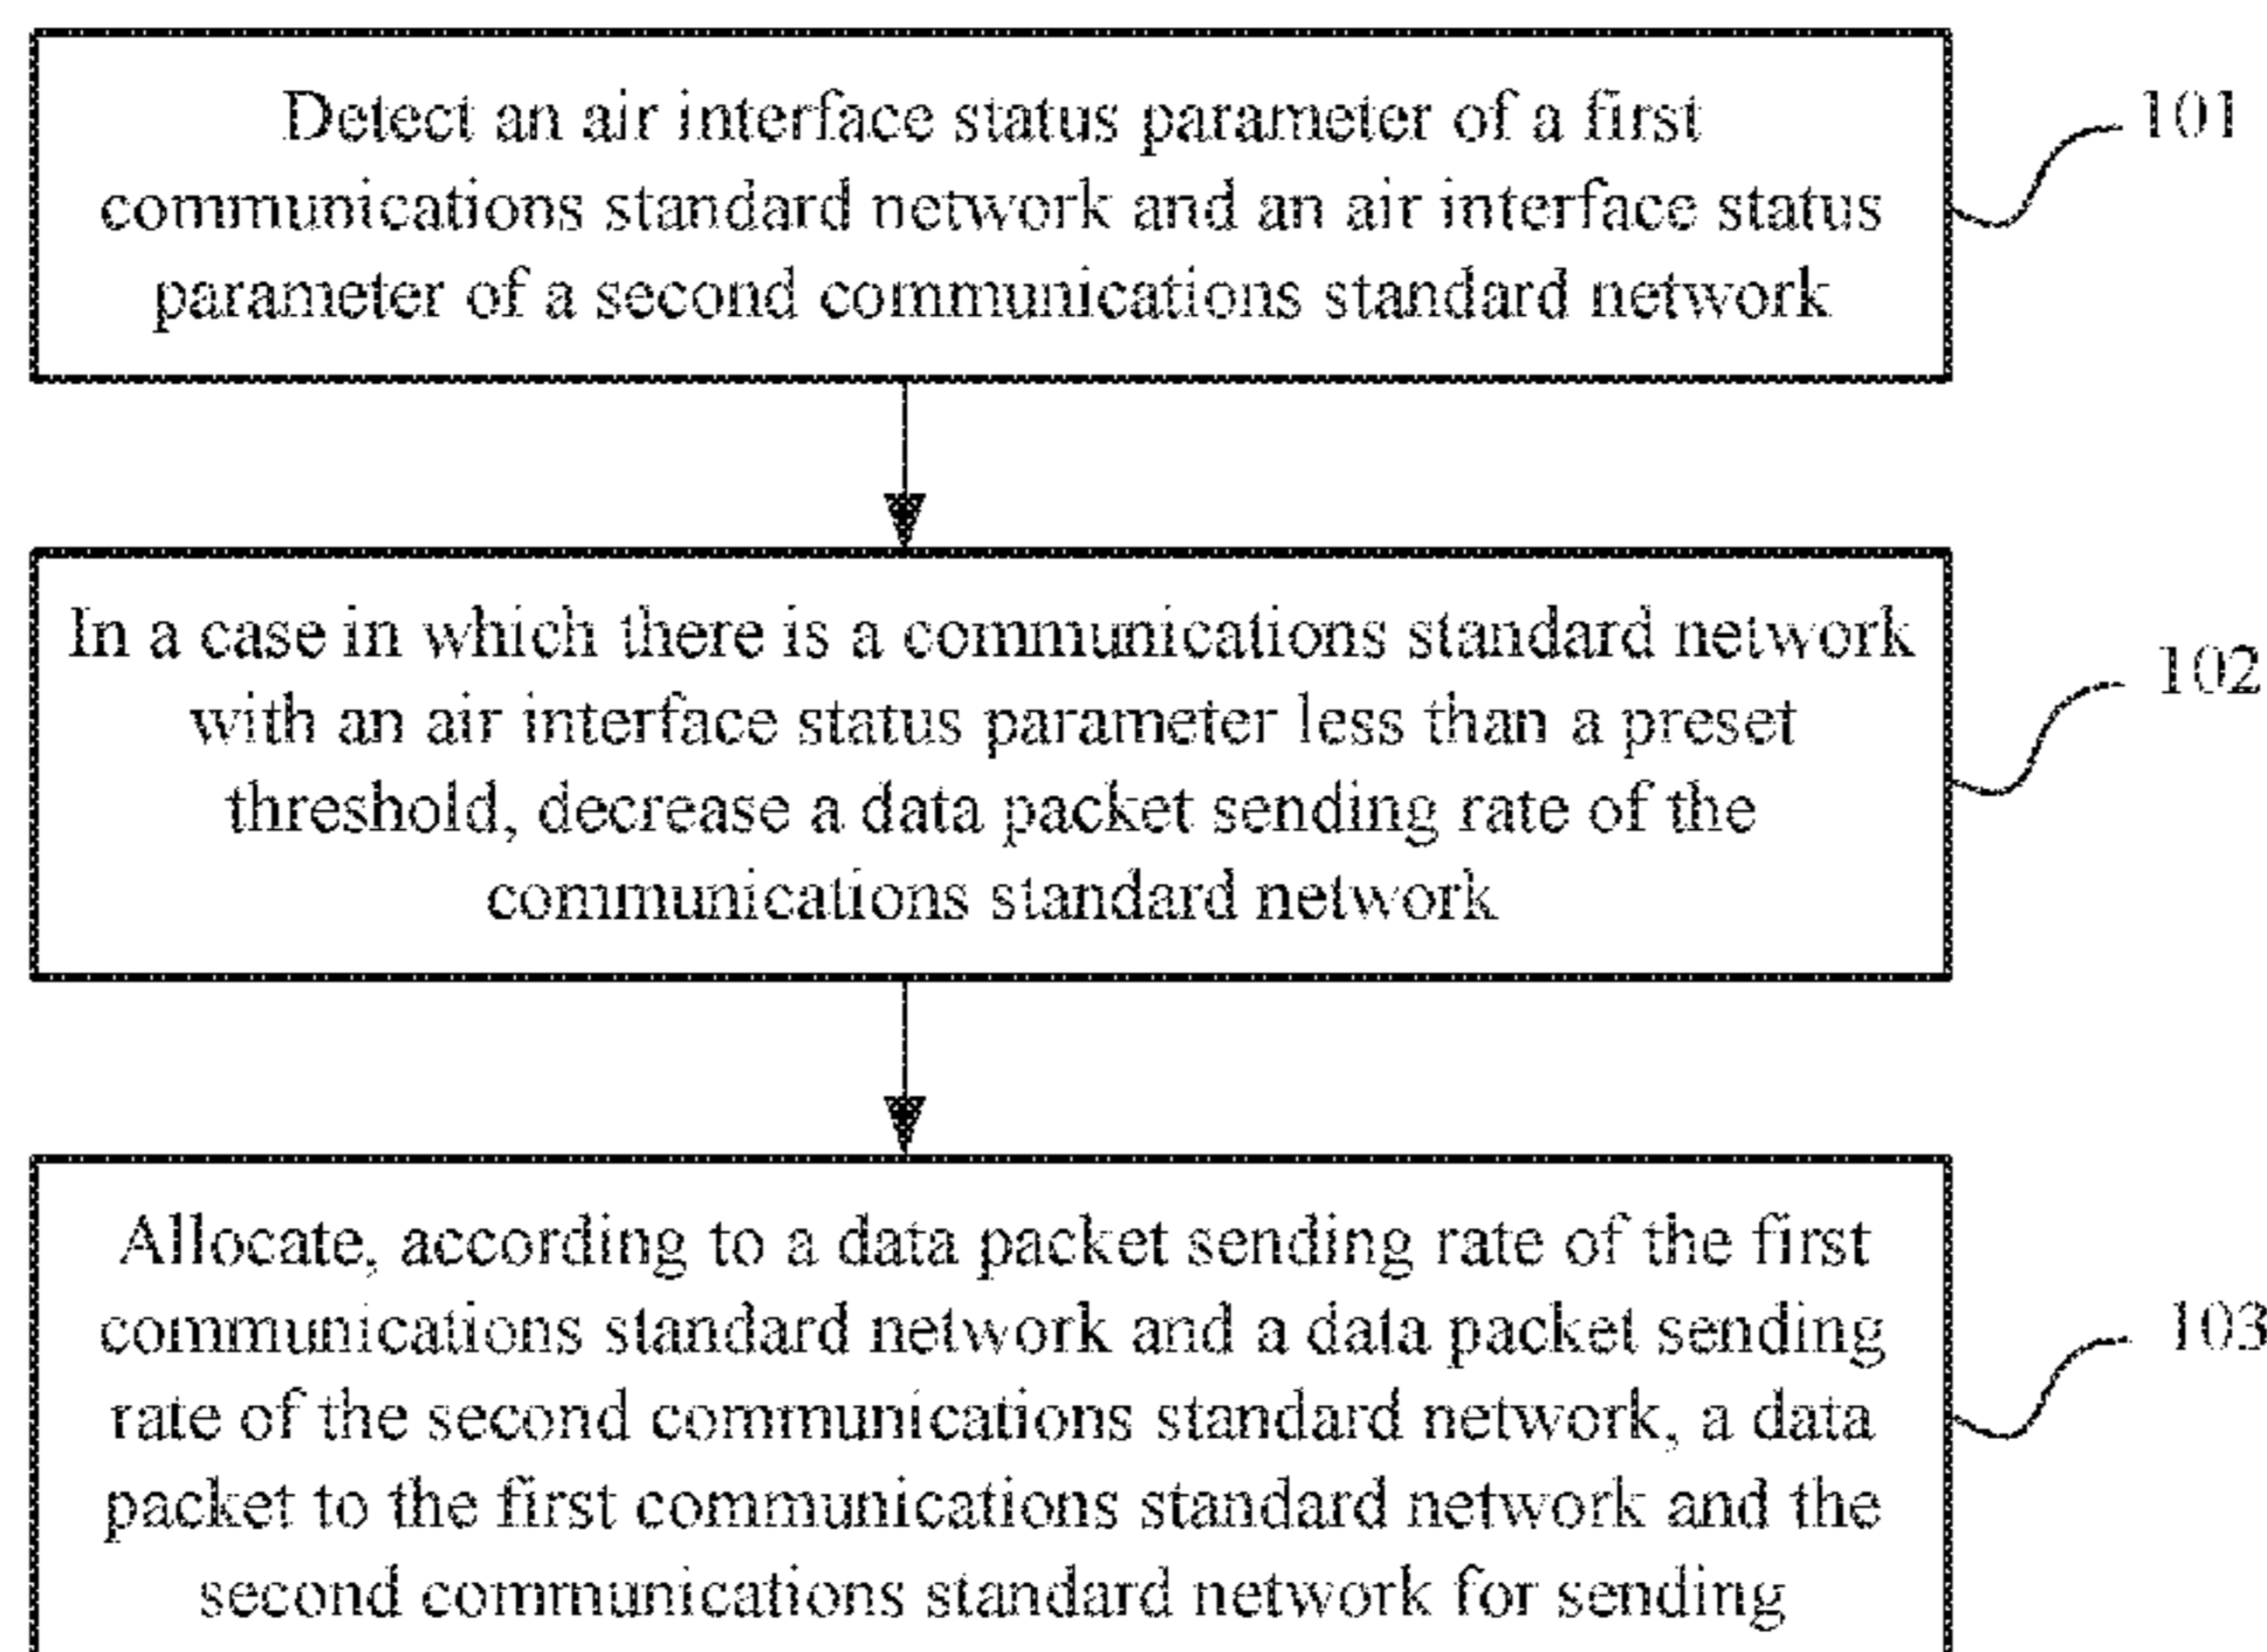 Detect an air interface status parameter of a first
communications standard network and an air interface status
parameter of a second communications standard network
101
In a case in which there is a communications standard network
with an air interface status parameter less than a preset
threshold, decrease a data packet sending rate of the
communications standard network
102
Allocate, according to a data packet sending rate of the first
communications standard network and a data packet sending
rate of the second communications standard network, a data
packet to the first communications standard network and the
second communications standard network for sending
103